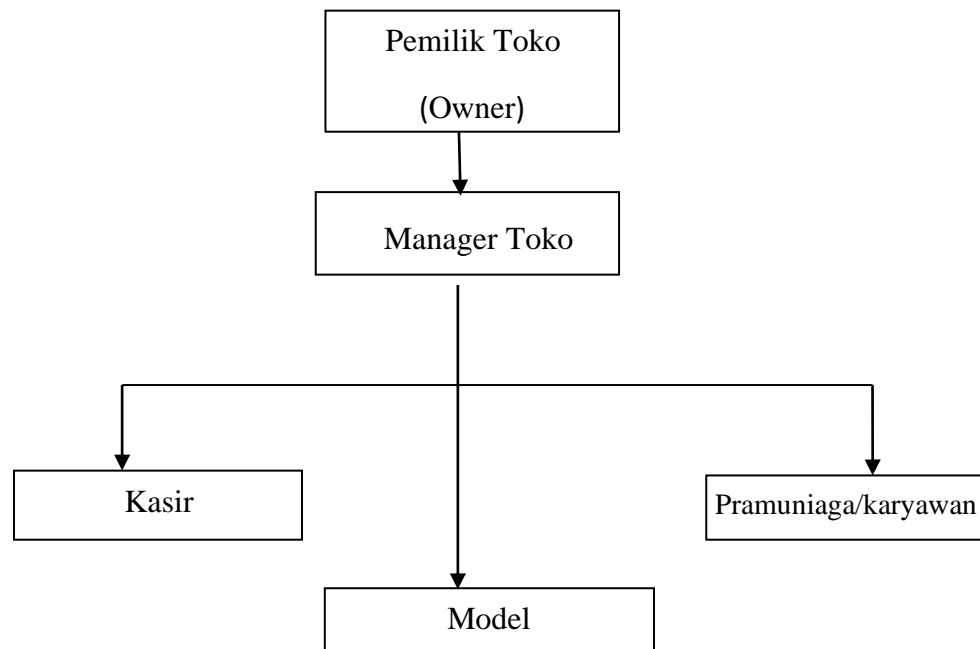 Pemilik Toko
(Owner)
Manager Toko
Kasir
Pramuniaga/karyawan
Model